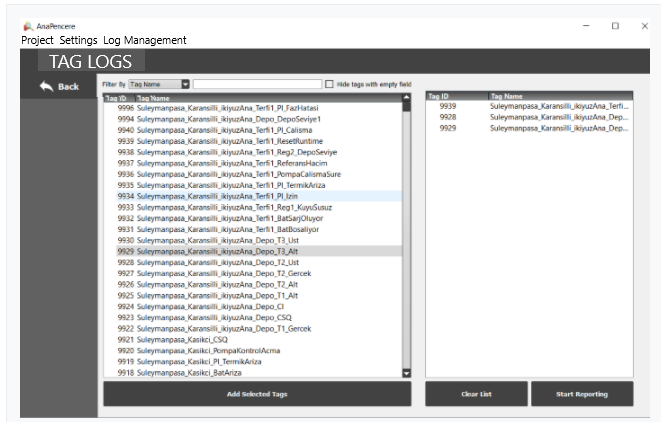 AnaPencere
Project Settings Log Management
TAG LOGS
Back
Filter By Tag Name Hide tags with empty field
Tag ID Tag Name
9996 Suleymanpasa_Karansilli_ikiyuzAna_Terfi1_PI_FazHatasi
9994 Suleymanpasa_Karansilli_ikiyuzAna_Depo_DepoSeviye1
9940 Suleymanpasa_Karansilli_ikiyuzAna_Terfi1_PI_Calisma
9939 Suleymanpasa_Karansilli_ikiyuzAna_Terfi1_ResetRuntime
9938 Suleymanpasa_Karansilli_ikiyuzAna_Terfi1_Reg2_DepoSeviye
9937 Suleymanpasa_Karansilli_ikiyuzAna_Terfi1_ReferansHacim
9936 Suleymanpasa_Karansilli_ikiyuzAna_Terfi1_PompaCalismaSure
9935 Suleymanpasa_Karansilli_ikiyuzAna_Terfi1_PI_TermikAriza
9934 Suleymanpasa_Karansilli_ikiyuzAna_Terfi1_PI_Izin
9933 Suleymanpasa_Karansilli_ikiyuzAna_Terfi1_Reg1_KuyuSusuz
9932 Suleymanpasa_Karansilli_ikiyuzAna_Terfi1_BatSarjOluyor
9931 Suleymanpasa_Karansilli_ikiyuzAna_Terfi1_BatBosaliyor
9930 Suleymanpasa_Karansilli_ikiyuzAna_Depo_T3_Ust
9929 Suleymanpasa_Karansilli_ikiyuzAna_Depo_T3_Alt
9928 Suleymanpasa_Karansilli_ikiyuzAna_Depo_T2_Ust
9927 Suleymanpasa_Karansilli_ikiyuzAna_Depo_T2_Gercek
9926 Suleymanpasa_Karansilli_ikiyuzAna_Depo_T2_Alt
9925 Suleymanpasa_Karansilli_ikiyuzAna_Depo_T1_Alt
9924 Suleymanpasa_Karansilli_ikiyuzAna_Depo_CI
9923 Suleymanpasa_Karansilli_ikiyuzAna_Depo_CSQ
9922 Suleymanpasa_Karansilli_ikiyuzAna_Depo_T1_Gercek
9921 Suleymanpasa_Kasikci_CSQ
9920 Suleymanpasa_Kasikci_PompaKontrolAcma
9919 Suleymanpasa_Kasikci_PI_TermikAriza
9918 Suleymanpasa_Kasikci_BatAriza
Add Selected Tags
Tag ID Tag Name
9939 Suleymanpasa_Karansilli_ikiyuzAna_Terfi...
9928 Suleymanpasa_Karansilli_ikiyuzAna_Dep...
9929 Suleymanpasa_Karansilli_ikiyuzAna_Dep...
Clear List Start Reporting